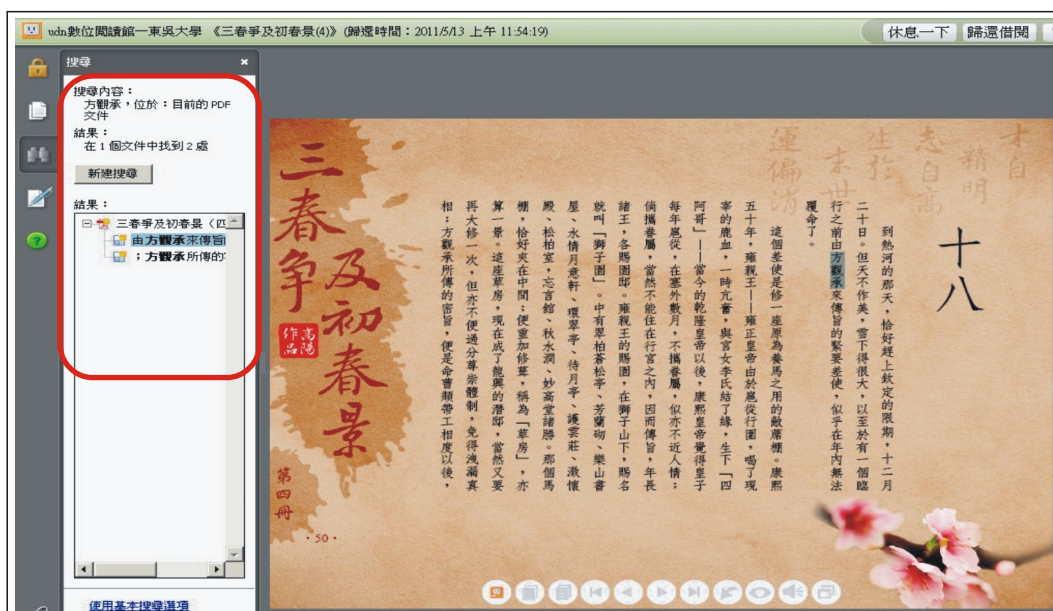 udn數位閱讀館—東吳大學 《三春爭及初春景(4)》(歸還時間：2011/5/13 上午 11:54:19)
休息一下
歸還借閱
搜尋
搜尋內容：
方觀承，位於：目前的 PDF
文件
結果：
在 1 個文件中找到 2 處
新建搜尋
結果：
三春爭及初春景 (四
由方觀承來傳旨
；方觀承所傳的
使用基本搜尋選項
才自
精明
志自高
生於
末世
運偏消
十八
到熱河的那天，恰好趕上欽定的限期，十二月
二十日。但天不作美，雪下得很大，以至於有一個臨
行之前由方觀承來傳旨的緊要差使，似乎在年內無法
覆命了。
這個差使是修一座原為養馬之用的敞席棚。康熙
五十年，雍親王——雍正皇帝由於扈從行圍，喝了現
宰的鹿血，一時亢奮，與宮女李氏結了緣，生下「四
阿哥」——當今的乾隆皇帝以後，康熙皇帝覺得皇子
每年扈從，在塞外數月，不攜眷屬，似亦不近人情；
倘攜眷屬，當然不能住在行宮之內，因而傳旨，年長
諸王，各賜園邸。雍親王的賜園，在獅子山下，賜名
就叫「獅子園」。中有翠柏蒼松亭、芳蘭砌、樂山書
屋、水情月意軒、環翠亭、待月亭、護雲莊、澂懷
殿、松柏室，忘言館、秋水澗、妙高堂諸勝。那個馬
棚，恰好夾在中間；便重加修葺，稱為「草房」，亦
算一景。這座草房，現在成了龍興的潛邸，當然又要
再大修一次，但亦不便過分尊崇體制，免得洩漏真
相；方觀承所傳的密旨，便是命曹頫帶工相度以後，
三春争
及初春景
高陽
作品
第四冊
· 50 ·